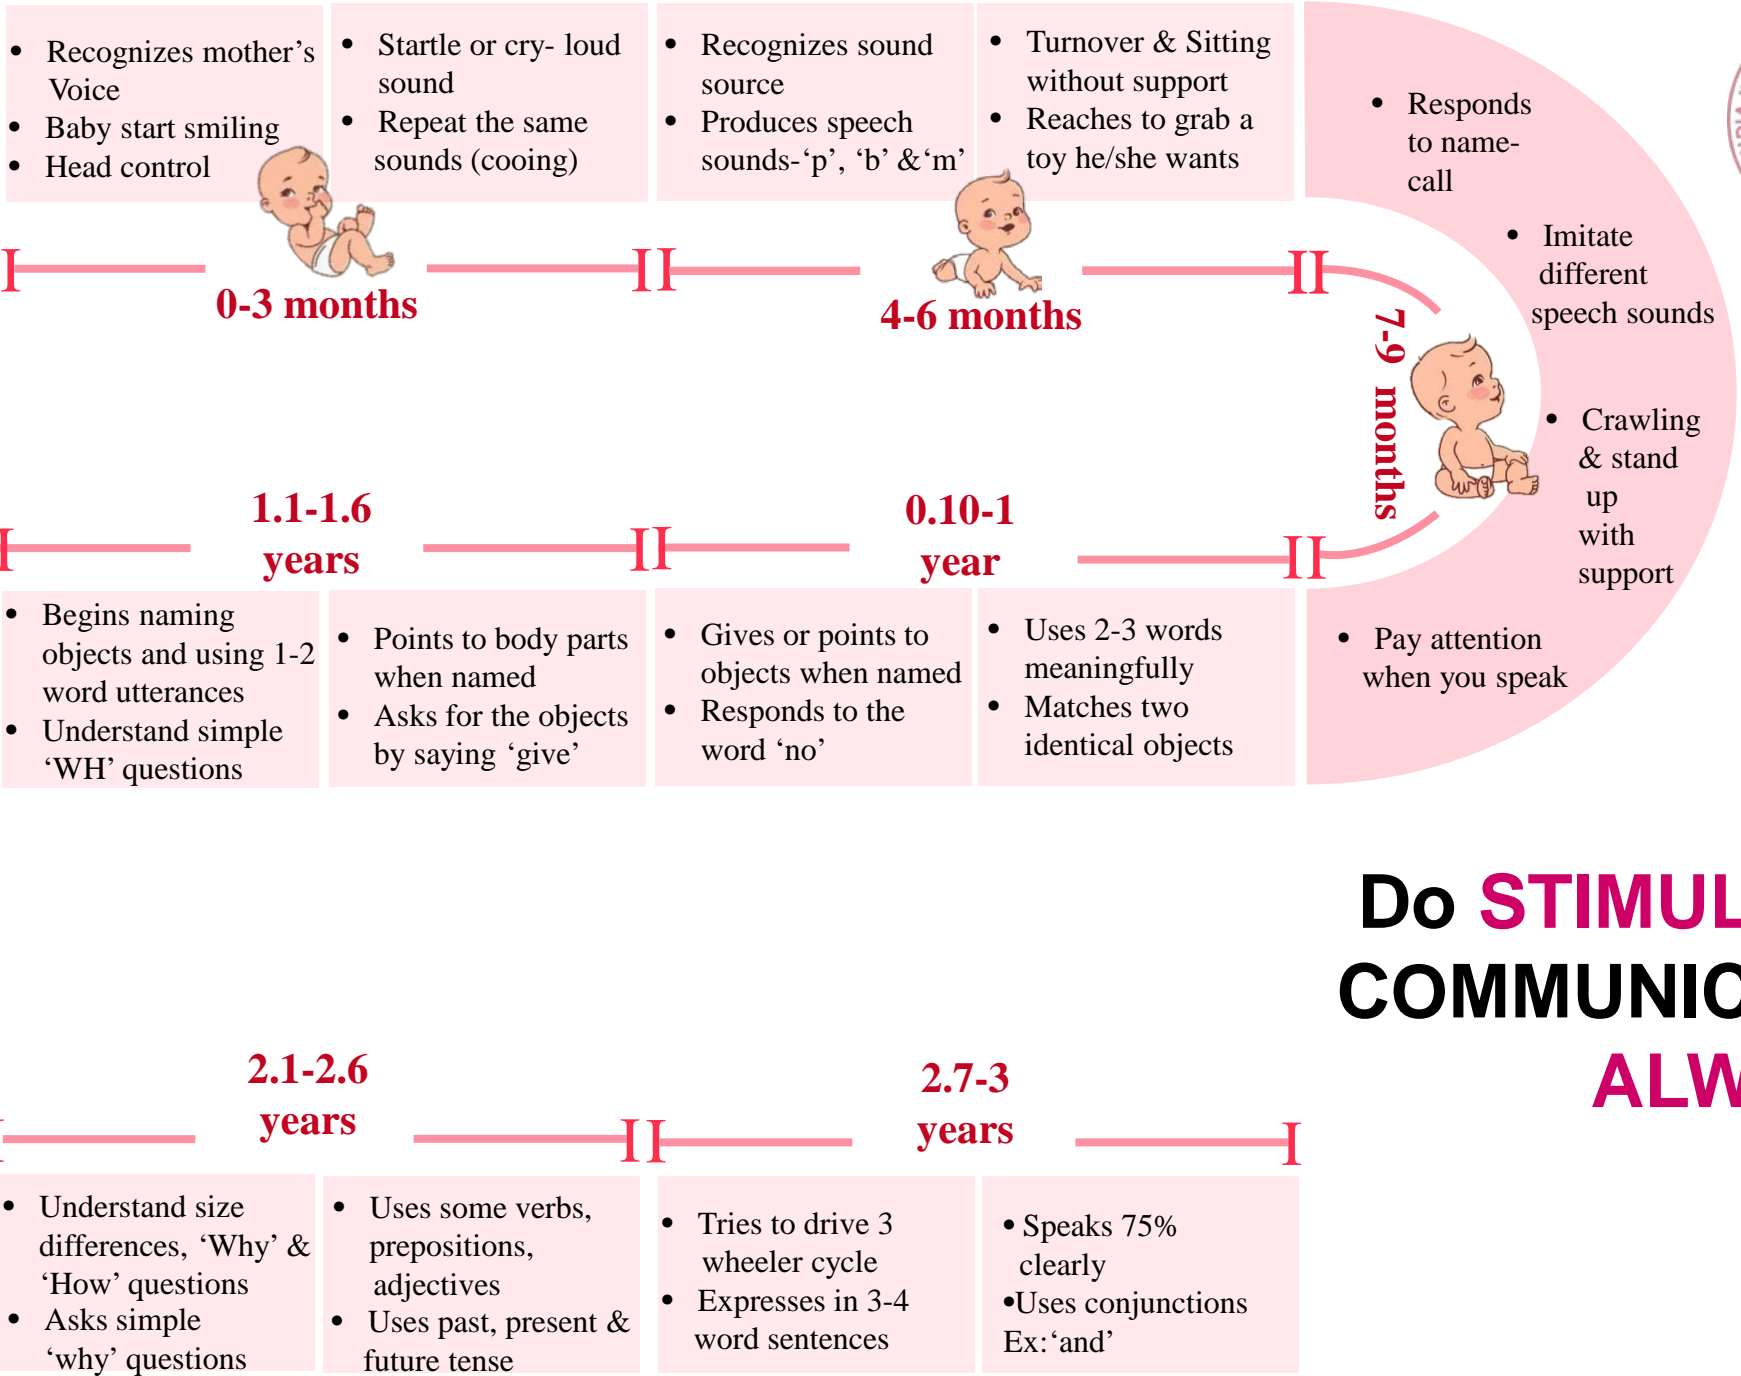 • Recognizes mother’s
Voice
• Baby start smiling
• Head control
• Startle or cry- loud
sound
• Repeat the same
sounds (cooing)
0-3 months
• Recognizes sound
source
• Produces speech
sounds-‘p’, ‘b’ &‘m’
• Turnover & Sitting
without support
• Reaches to grab a
toy he/she wants
4-6 months
• Responds
to name-
call
• Imitate
different
speech sounds
• Crawling
& stand
up
with
support
• Pay attention
when you speak
7-9 months
0.10-1
year
• Gives or points to
objects when named
• Responds to the
word ‘no’
• Uses 2-3 words
meaningfully
• Matches two
identical objects
1.1-1.6
years
• Begins naming
objects and using 1-2
word utterances
• Understand simple
‘WH’ questions
• Points to body parts
when named
• Asks for the objects
by saying ‘give’
Do STIMUL
COMMUNIC
ALW
2.1-2.6
years
• Understand size
differences, ‘Why’ &
‘How’ questions
• Asks simple
‘why’ questions
• Uses some verbs,
prepositions,
adjectives
• Uses past, present &
future tense
2.7-3
years
• Tries to drive 3
wheeler cycle
• Expresses in 3-4
word sentences
• Speaks 75%
clearly
•Uses conjunctions
Ex:‘and’